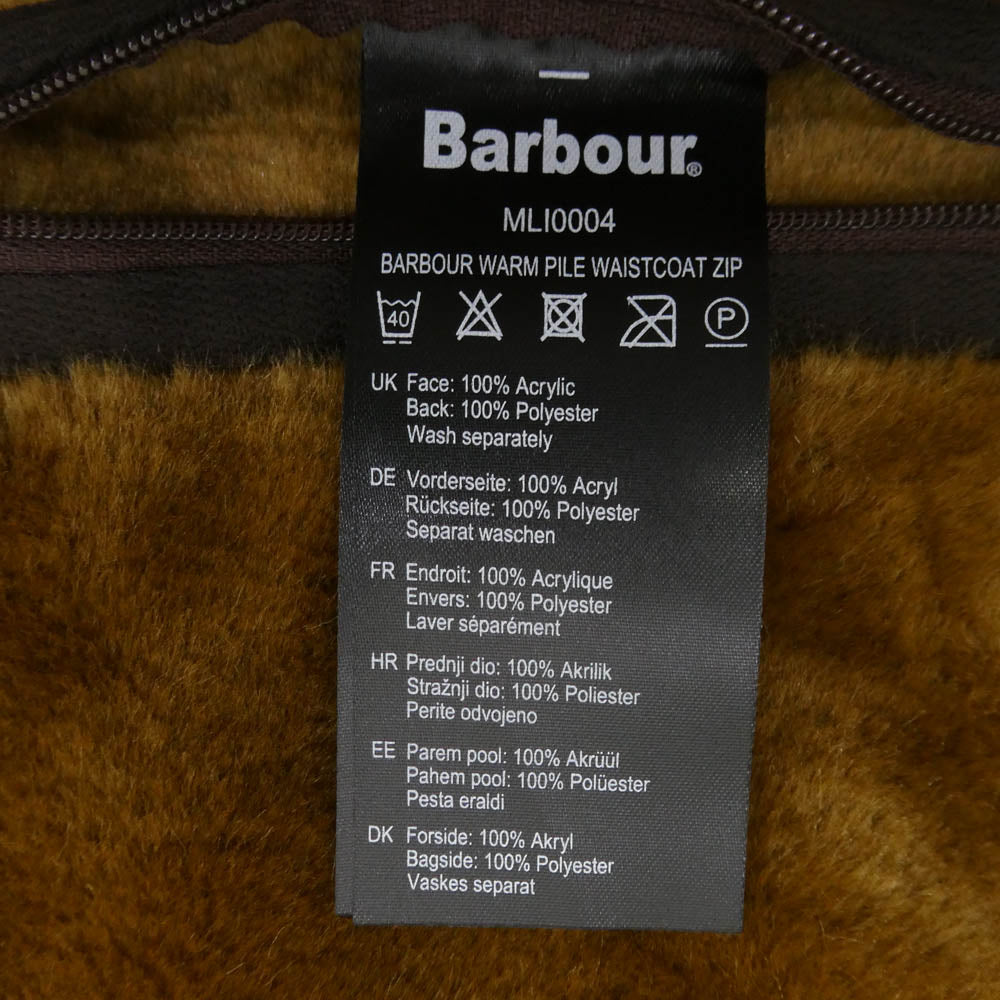 Barbour®
MLI0004
BARBOUR WARM PILE WAISTCOAT ZIP
40 P
UK Face: 100% Acrylic
Back: 100% Polyester
Wash separately
DE Vorderseite: 100% Acryl
Rückseite: 100% Polyester
Separat waschen
FR Endroit: 100% Acrylique
Envers: 100% Polyester
Laver séparément
HR Prednji dio: 100% Akrilik
Stražnji dio: 100% Poliester
Perite odvojeno
EE Parem pool: 100% Akrüül
Pahem pool: 100% Polüester
Pesta eraldi
DK Forside: 100% Akryl
Bagside: 100% Polyester
Vaskes separat